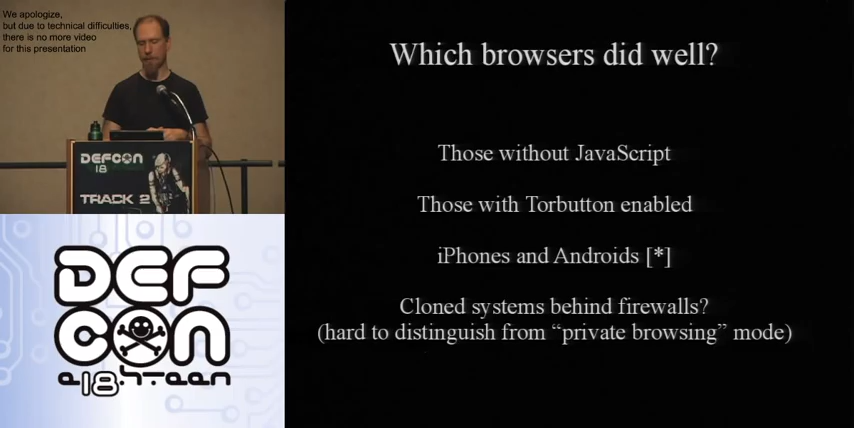 We apologize,
but due to technical difficulties,
there is no more video
for this presentation
DEFCON
18
TRACK 2
DEF
CON
e18hteen
Which browsers did well?
Those without JavaScript
Those with Torbutton enabled
iPhones and Androids [*]
Cloned systems behind firewalls?
(hard to distinguish from “private browsing” mode)